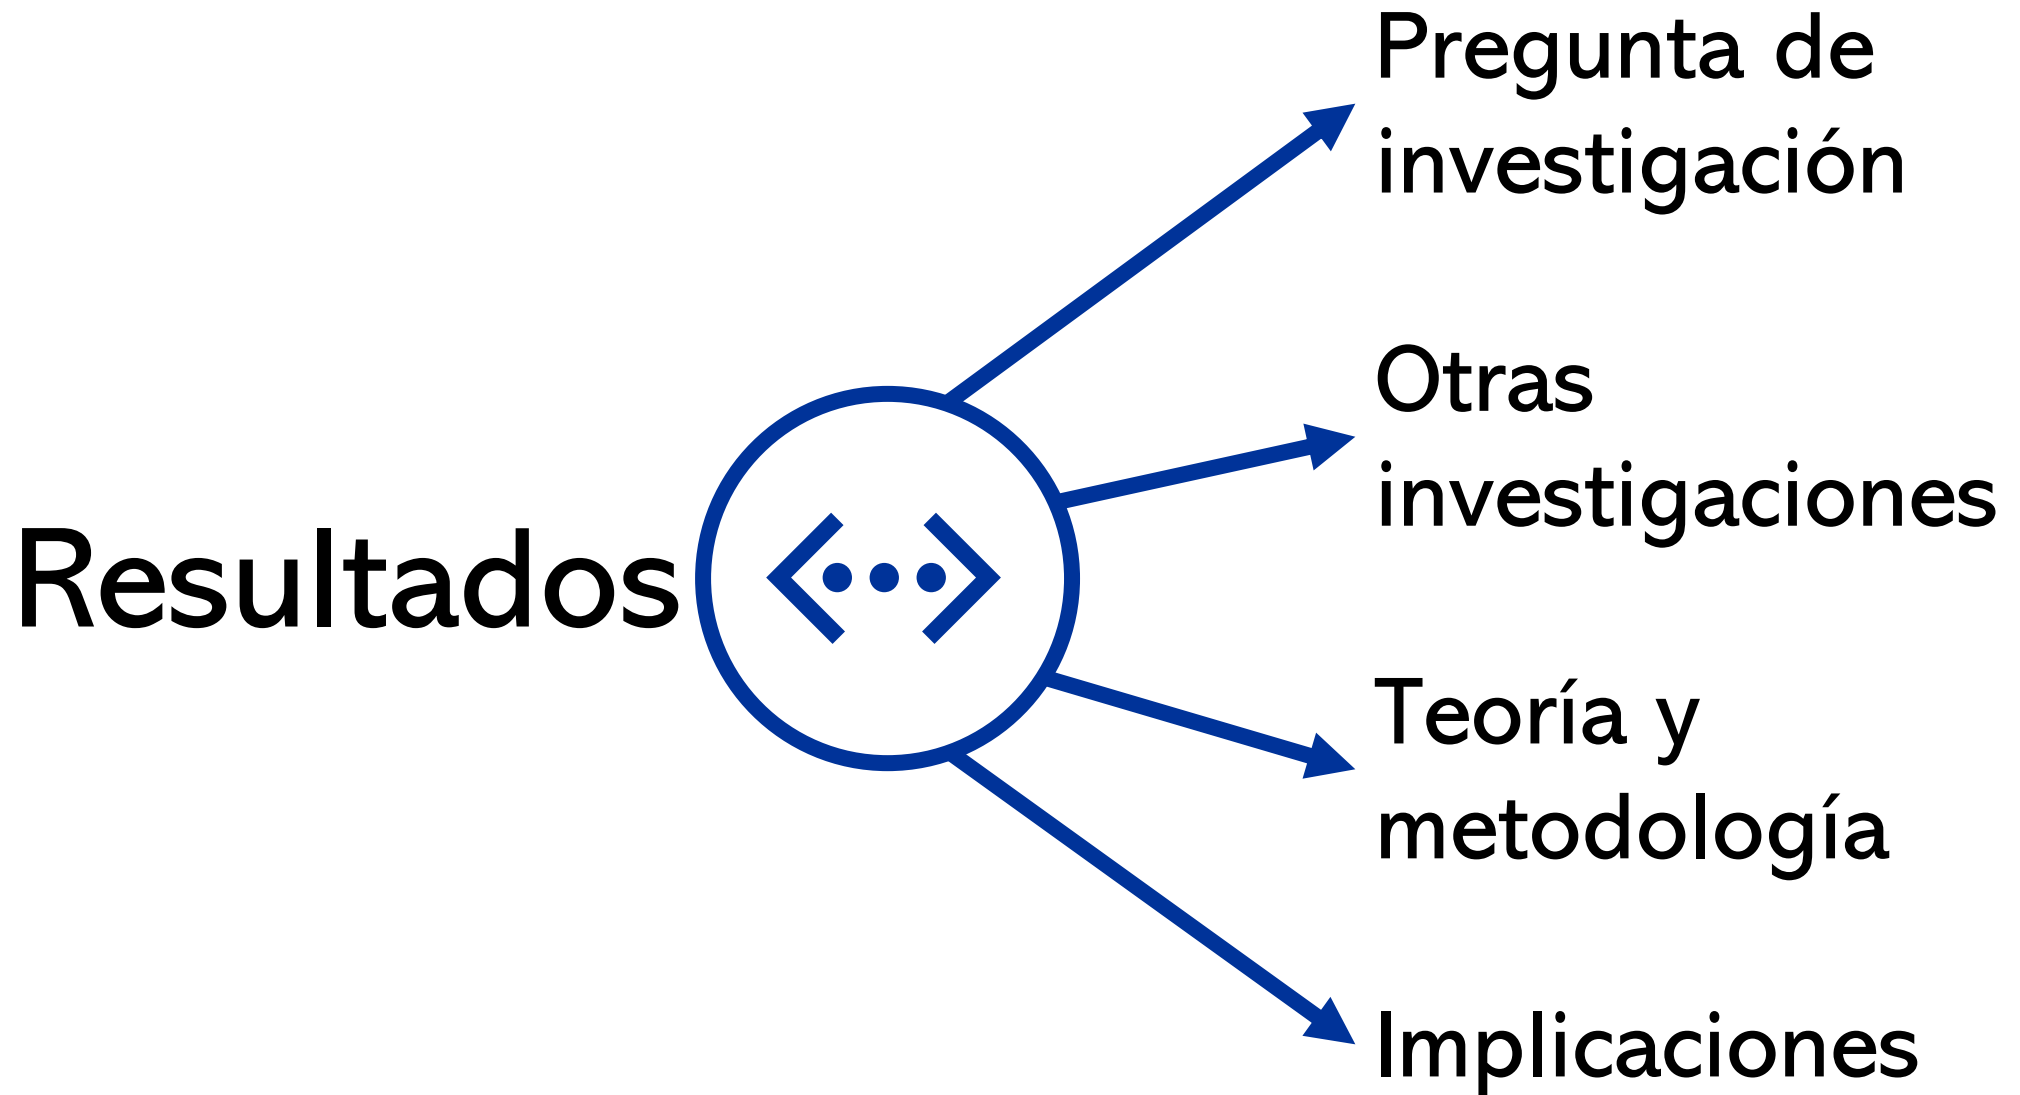 Pregunta de
investigación
Otras
investigaciones
Resultados
Teoría y
metodología
Implicaciones